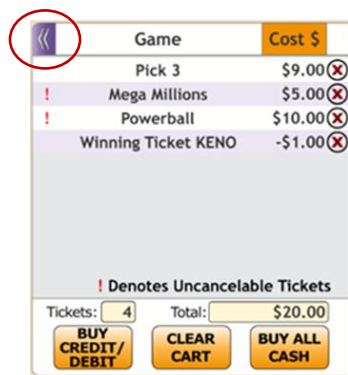 « Game Cost $
Pick 3 $9.00 X
! Mega Millions $5.00 X
! Powerball $10.00 X
Winning Ticket KENO -$1.00 X
! Denotes Uncancelable Tickets
Tickets: 4 Total: $20.00
BUY CREDIT/ DEBIT
CLEAR CART
BUY ALL CASH